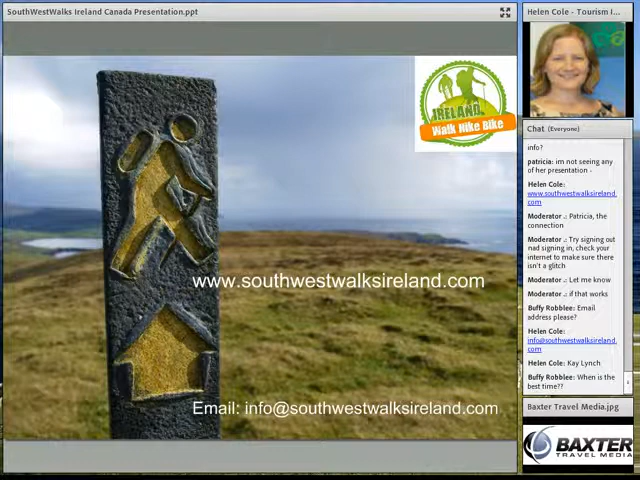 SouthWestWalks Ireland Canada Presentation.ppt
IRELAND
Walk Hike Bike
www.southwestwalksireland.com
Email: info@southwestwalksireland.com
Helen Cole - Tourism I...
Chat (Everyone)
info?
patricia: im not seeing any
of her presentation -
Helen Cole:
www.southwestwalksireland.
com
Moderator .: Patricia, the
connection
Moderator .: Try signing out
nad signing in, check your
internet to make sure there
isn't a glitch
Moderator .: Let me know
Moderator .: if that works
Buffy Robblee: Email
address please?
Helen Cole:
info@southwestwalksireland.
com
Helen Cole: Kay Lynch
Buffy Robblee: When is the
best time??
Baxter Travel Media.jpg
BAXTER
TRAVEL MEDIA